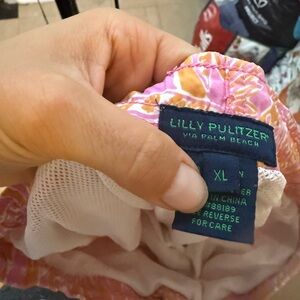 LILLY PULITZER
VIA PALM BEACH
XL
IN CHINA
REVERSE
FOR CARE